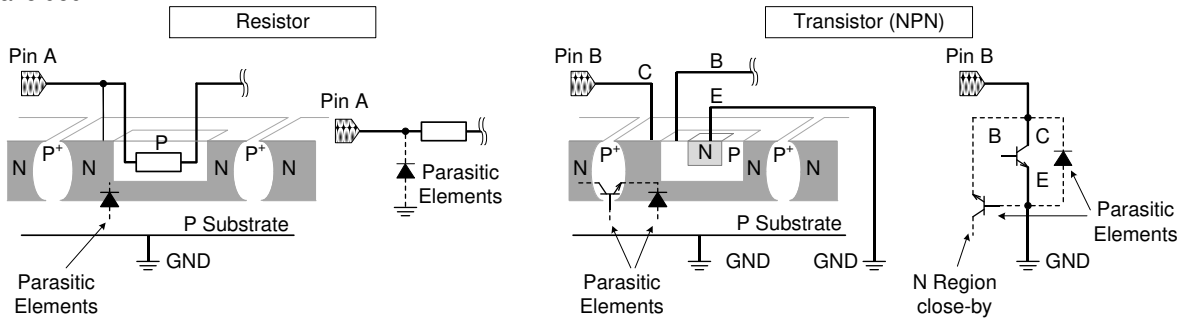 Resistor
Transistor (NPN)
Pin A
Pin A
N
P+
N
P
N
P+
N
Parasitic
Elements
P Substrate
GND
Parasitic
Elements
Pin B
C
B
E
N
P+
N
N
P
P+
N
N
P Substrate
GND
GND
Parasitic
Elements
Pin B
B
C
E
Parasitic
Elements
GND
N Region
close-by